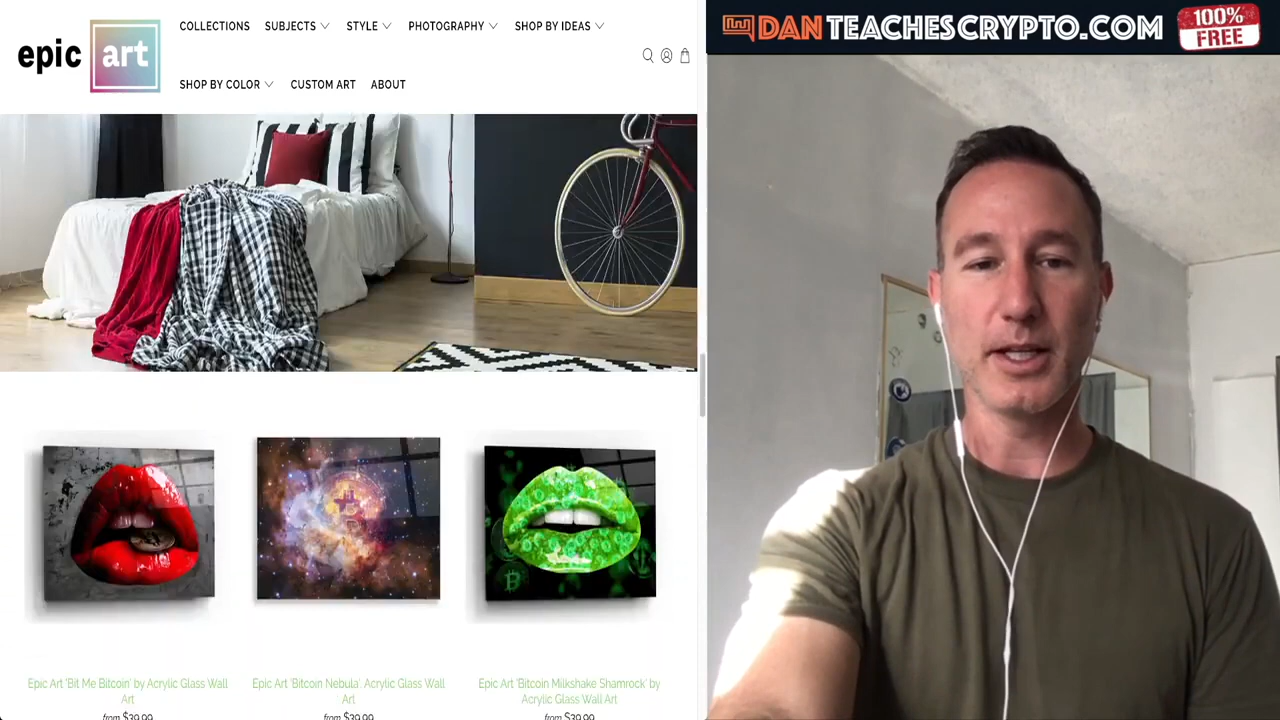 epic art
COLLECTIONS SUBJECTS STYLE PHOTOGRAPHY SHOP BY IDEAS
SHOP BY COLOR CUSTOM ART ABOUT
DANTEACHESCRYPTO.COM
100%
FREE
Epic Art 'Bit Me Bitcoin' by Acrylic Glass Wall
Art
from $39.99
Epic Art 'Bitcoin Nebula'. Acrylic Glass Wall
Art
from $39.99
Epic Art 'Bitcoin Milkshake Shamrock' by
Acrylic Glass Wall Art
from $39.99